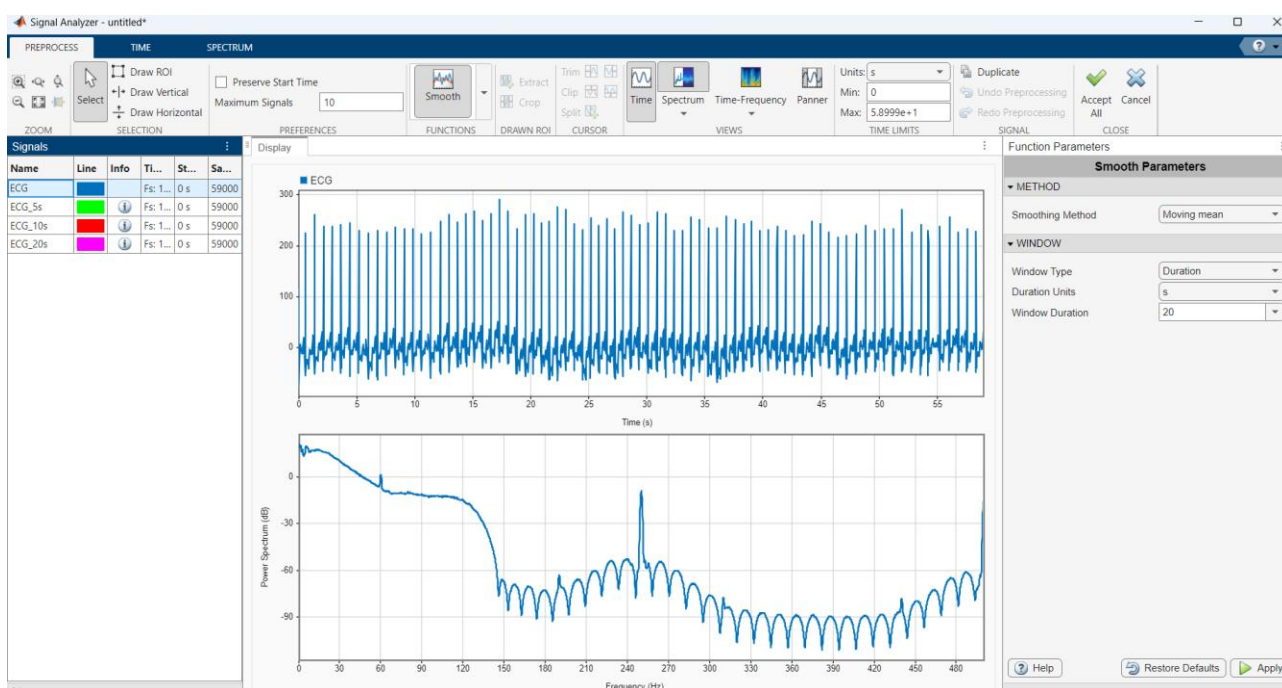 Signal Analyzer - untitled*
PREPROCESS TIME SPECTRUM
Select
Draw ROI
Draw Vertical
Draw Horizontal
Preserve Start Time
Maximum Signals 10
Smooth
Extract
Crop
Trim
Clip
Split
Time Spectrum Time-Frequency Panner
Units: s
Min: 0
Max: 5.8999e+1
Duplicate
Undo Preprocessing
Redo Preprocessing
Accept All
Cancel
ZOOM SELECTION PREFERENCES FUNCTIONS DRAWN ROI CURSOR VIEWS TIME LIMITS SIGNAL CLOSE
Signals
Name Line Info Ti... St... Sa...
ECG Fs: 1... 0 s 59000
ECG_5s Fs: 1... 0 s 59000
ECG_10s Fs: 1... 0 s 59000
ECG_20s Fs: 1... 0 s 59000
Display
ECG
300
200
100
0
0 5 10 15 20 25 30 35 40 45 50 55
Time (s)
Power Spectrum (dB)
0
-30
-60
-90
0 30 60 90 120 150 180 210 240 270 300 330 360 390 420 450 480
Frequency (Hz)
Function Parameters
Smooth Parameters
METHOD
Smoothing Method Moving mean
WINDOW
Window Type Duration
Duration Units s
Window Duration 20
Help Restore Defaults Apply